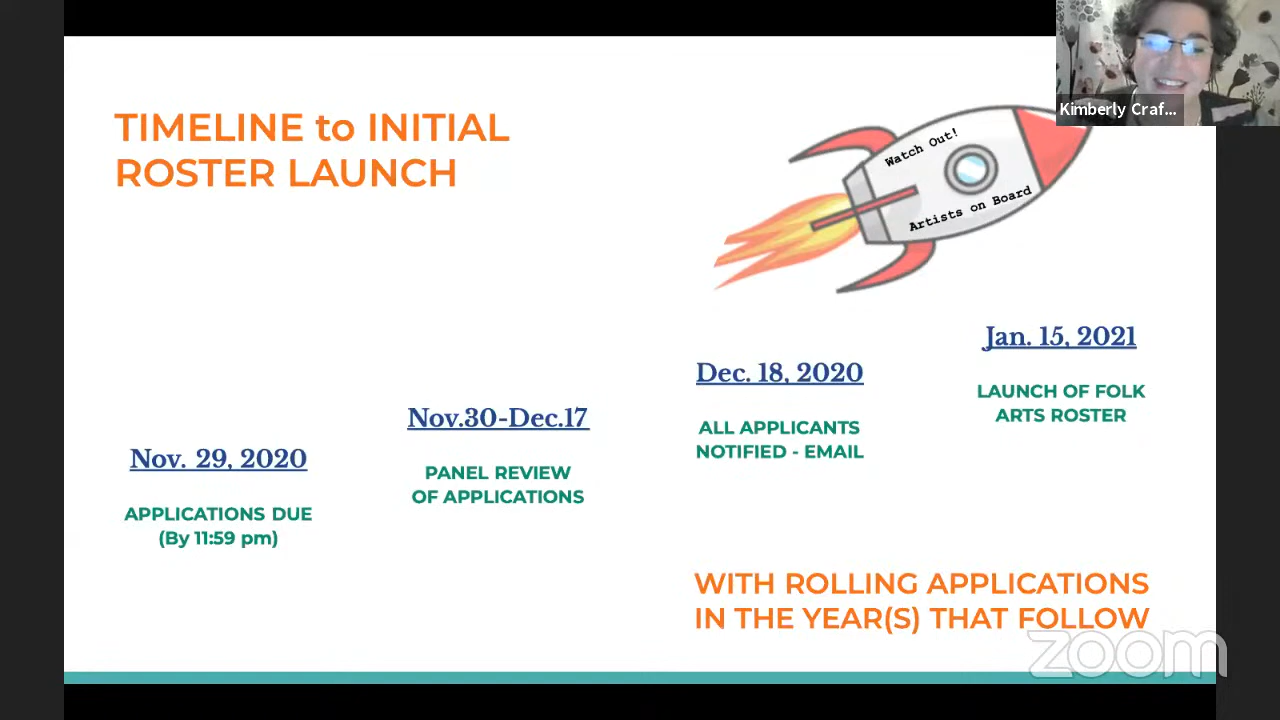 Kimberly Craf...
TIMELINE to INITIAL
ROSTER LAUNCH
Watch Out!
Artists on Board
Nov. 29, 2020
APPLICATIONS DUE
(By 11:59 pm)
Nov.30-Dec.17
PANEL REVIEW
OF APPLICATIONS
Dec. 18, 2020
ALL APPLICANTS
NOTIFIED - EMAIL
Jan. 15, 2021
LAUNCH OF FOLK
ARTS ROSTER
WITH ROLLING APPLICATIONS
IN THE YEAR(S) THAT FOLLOW
zoom